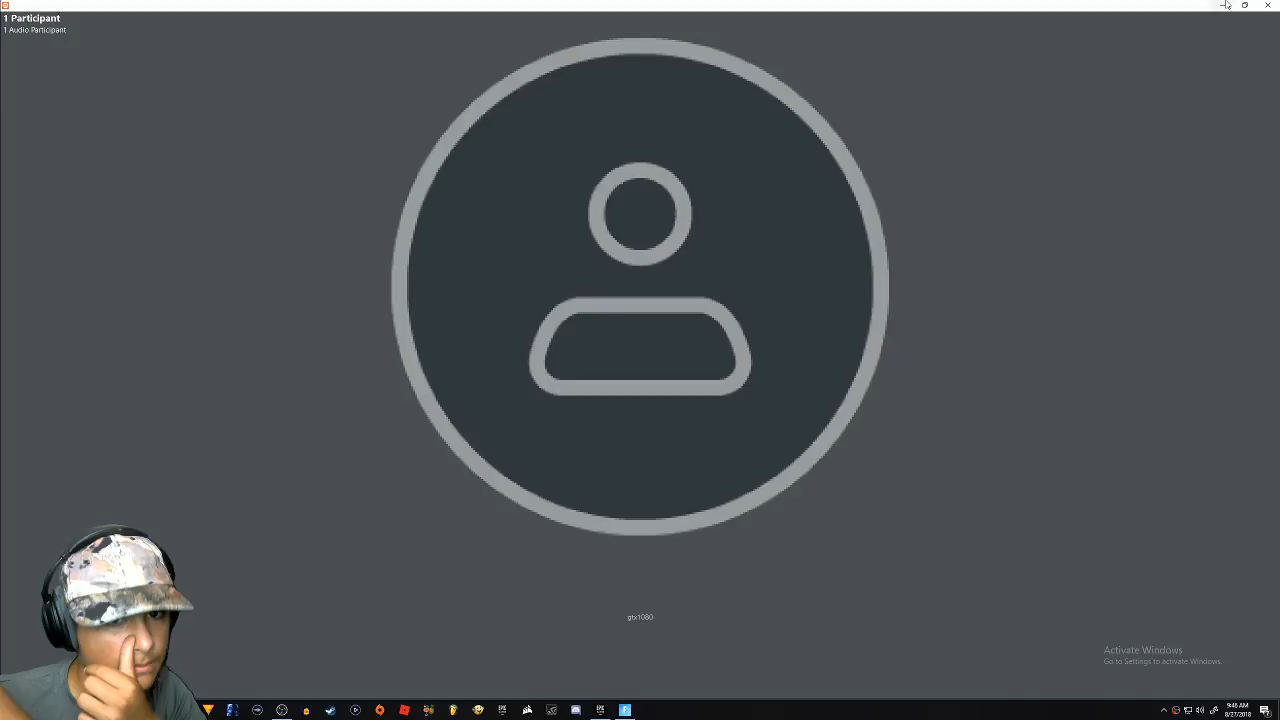 1 Participant
1 Audio Participant
gtx1080
Activate Windows
Go to Settings to activate Windows.
9:46 AM
8/27/2018